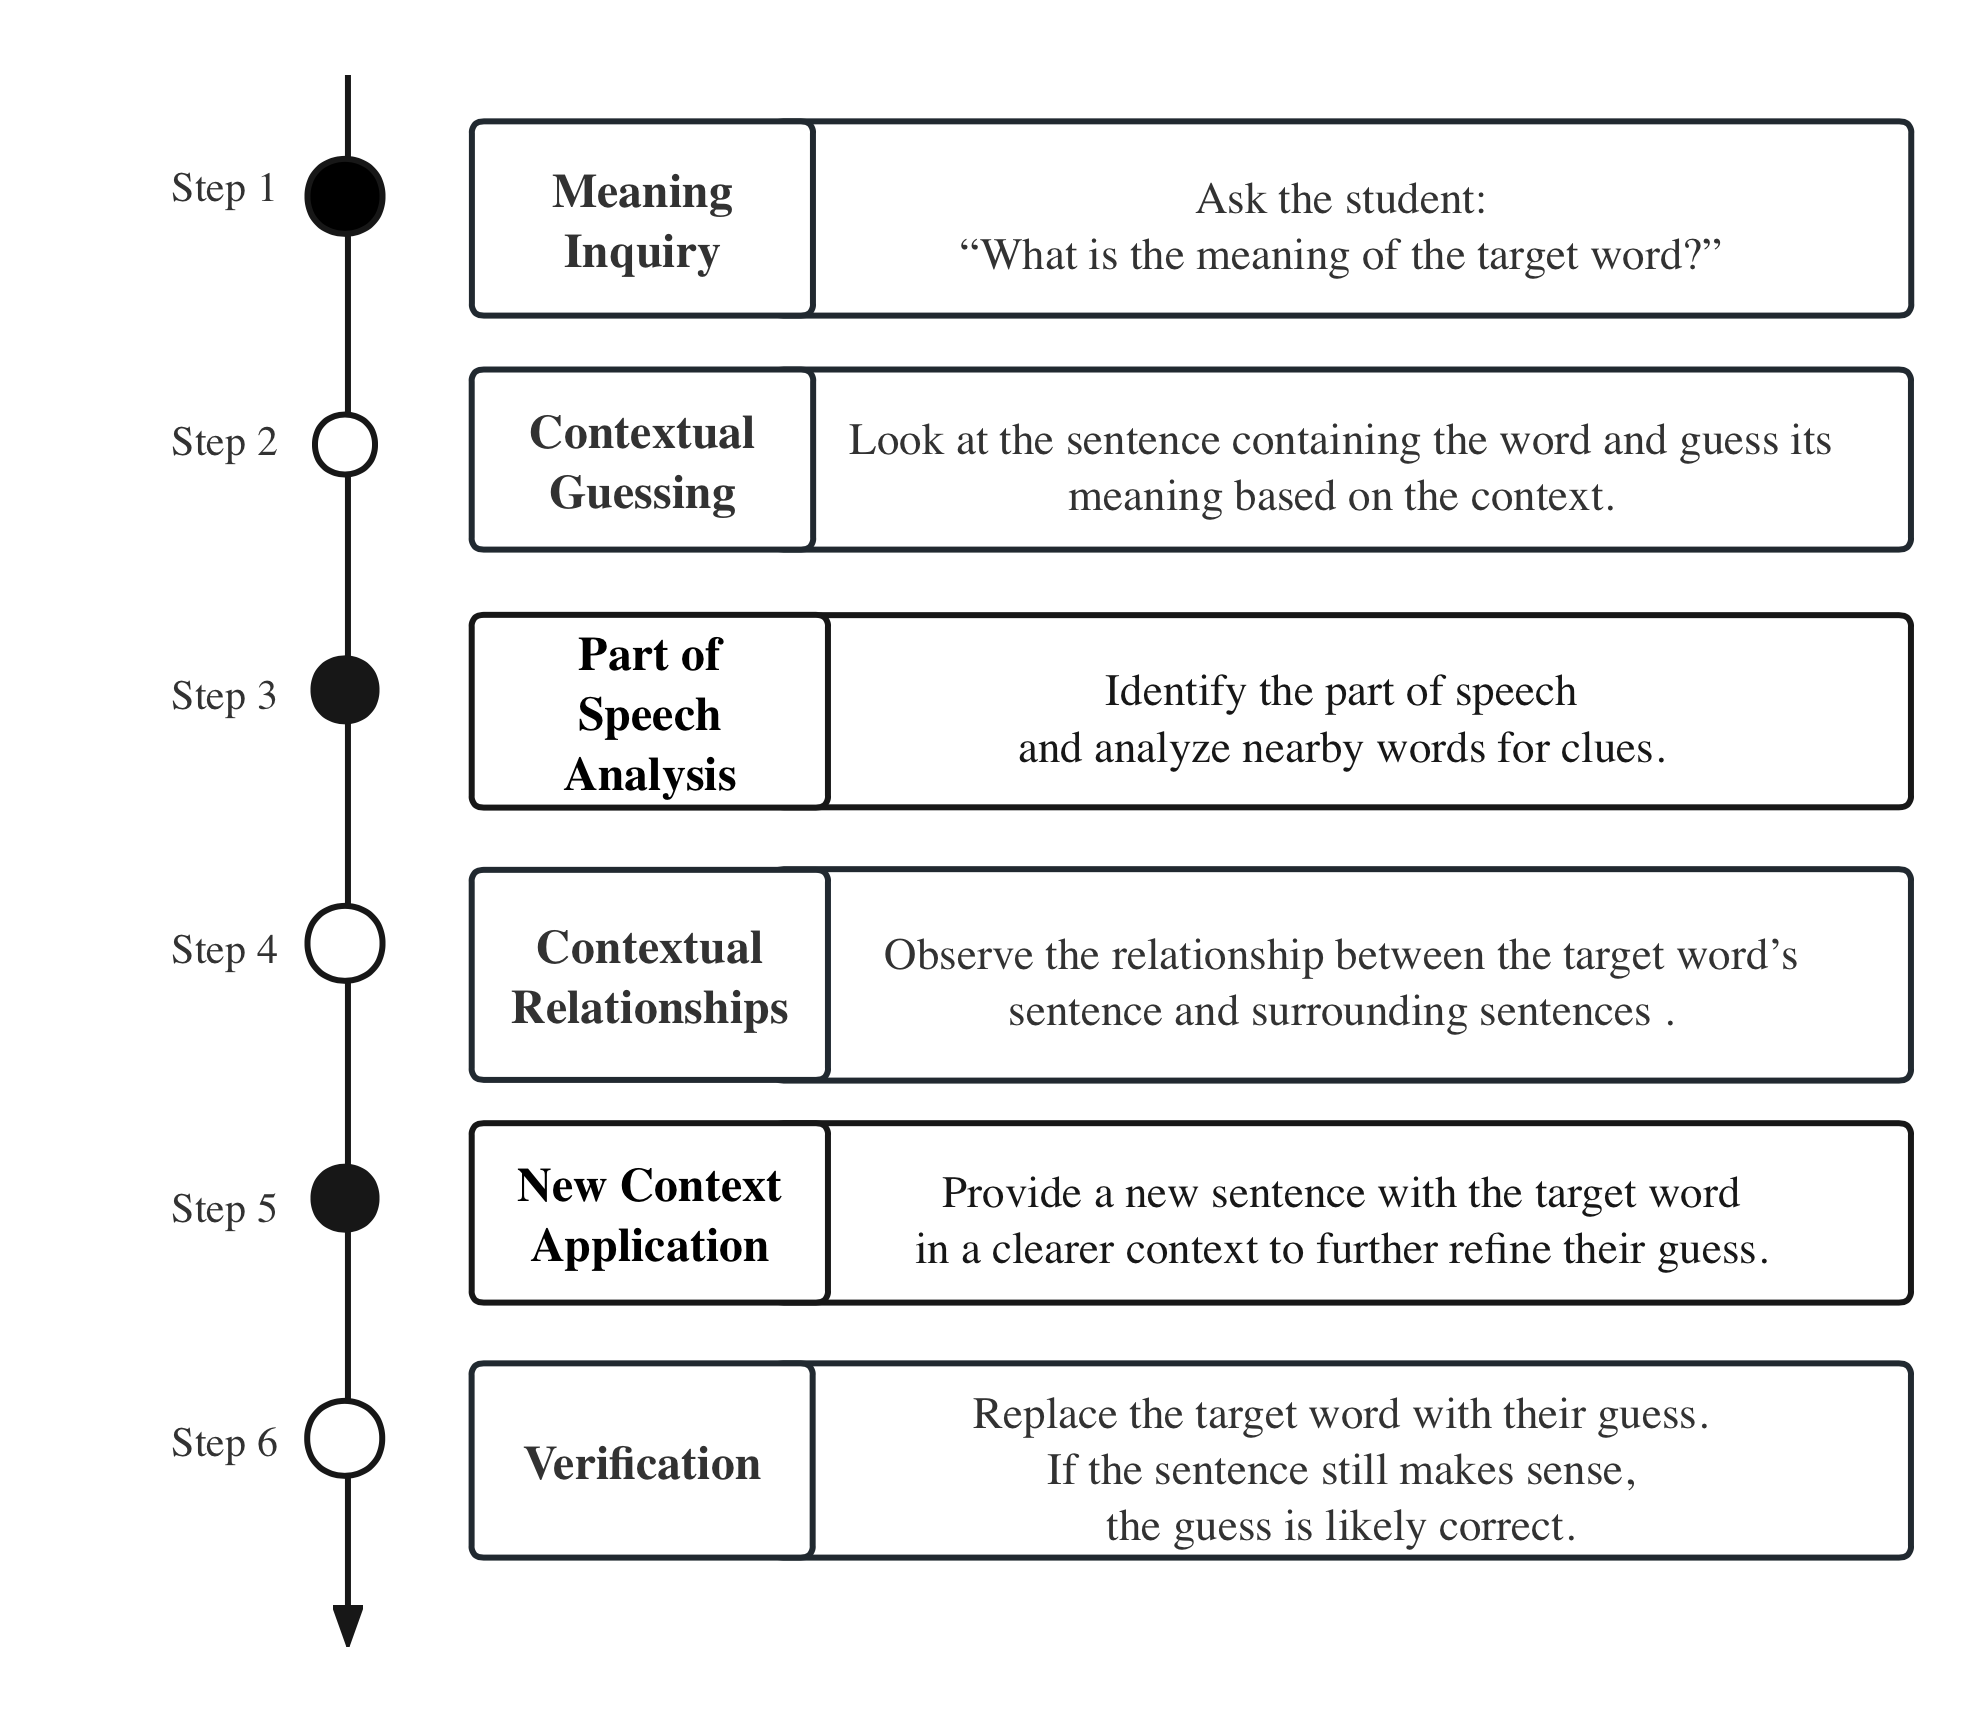 Step 1
Meaning
Inquiry
Ask the student:
“What is the meaning of the target word?”
Step 2
Contextual
Guessing
Look at the sentence containing the word and guess its
meaning based on the context.
Step 3
Part of
Speech
Analysis
Identify the part of speech
and analyze nearby words for clues.
Step 4
Contextual
Relationships
Observe the relationship between the target word’s
sentence and surrounding sentences .
Step 5
New Context
Application
Provide a new sentence with the target word
in a clearer context to further refine their guess.
Step 6
Verification
Replace the target word with their guess.
If the sentence still makes sense,
the guess is likely correct.